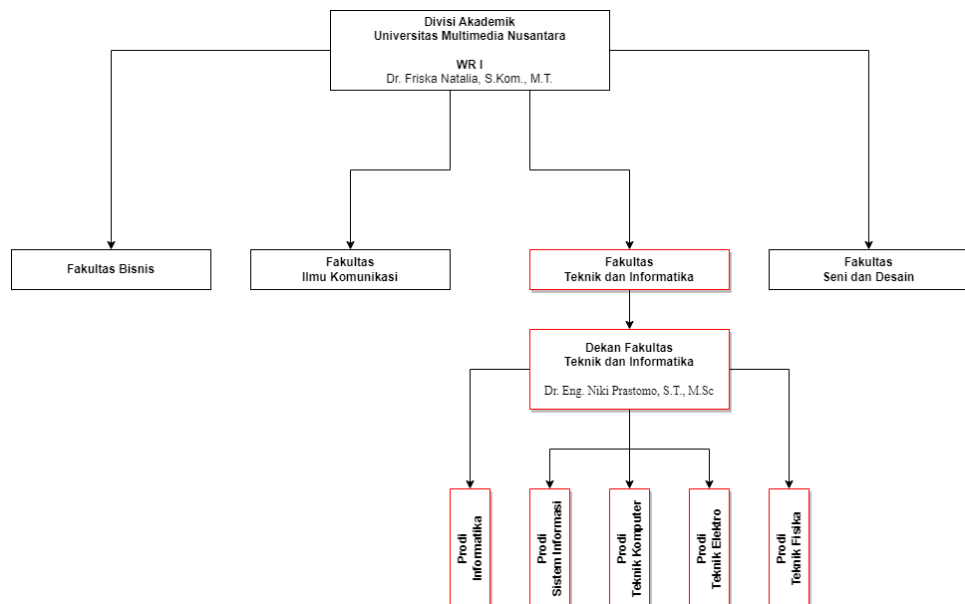 Divisi Akademik
Universitas Multimedia Nusantara
WR I
Dr. Friska Natalia, S.Kom., M.T.
Fakultas Bisnis
Fakultas
Ilmu Komunikasi
Fakultas
Teknik dan Informatika
Fakultas
Seni dan Desain
Dekan Fakultas
Teknik dan Informatika
Dr. Eng. Niki Prastomo, S.T., M.Sc
Prodi
Informatika
Prodi
Sistem Informasi
Prodi
Teknik Komputer
Prodi
Teknik Elektro
Prodi
Teknik Fisika